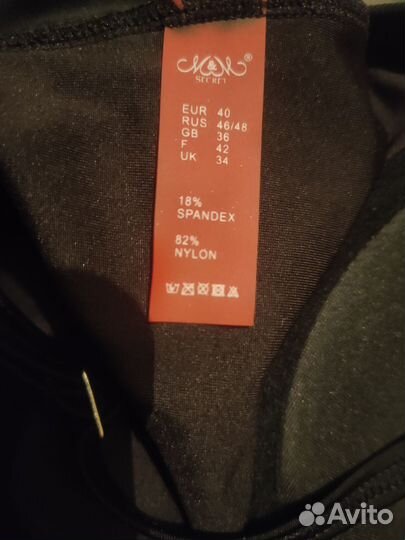 M&M ®
SECRET
EUR 40
RUS 46/48
GB 36
F 42
UK 34
18%
SPANDEX
82%
NYLON
Avito